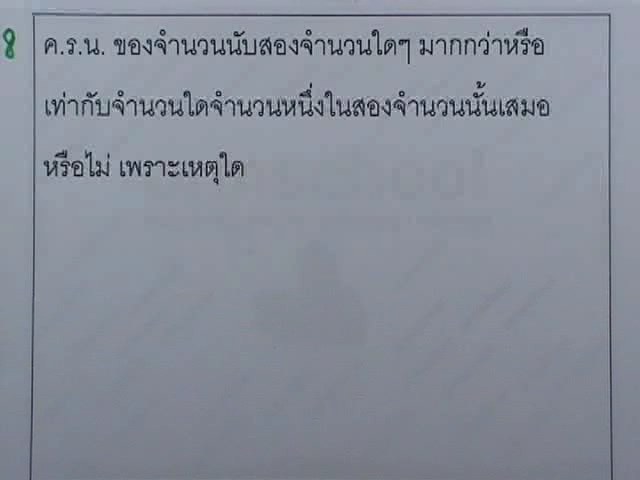 8
ค.ร.น. ของจำนวนนับสองจำนวนใดๆ มากกว่าหรือ
เท่ากับจำนวนใดจำนวนหนึ่งในสองจำนวนนั้นเสมอ
หรือไม่ เพราะเหตุใด